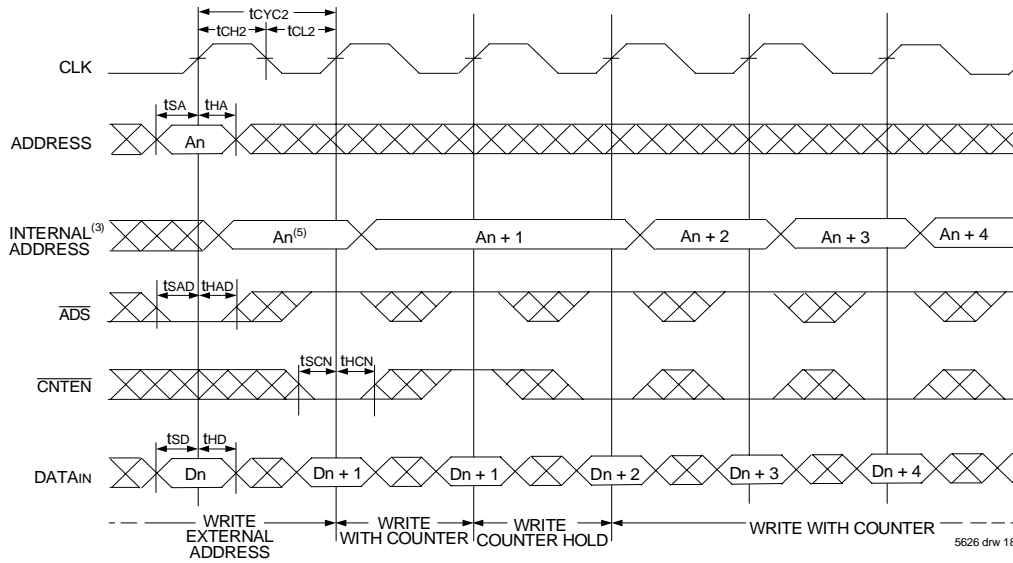 tCYC2
tCH2 tCL2
CLK
tSA tHA
ADDRESS An
INTERNAL(3) ADDRESS An(5) An + 1 An + 2 An + 3 An + 4
tSAD tHAD
ADS
tSCN tHCN
CNTEN
tSD tHD
DATAIN Dn Dn + 1 Dn + 1 Dn + 2 Dn + 3 Dn + 4
WRITE EXTERNAL ADDRESS
WRITE WITH COUNTER
WRITE COUNTER HOLD
WRITE WITH COUNTER
5626 drw 18